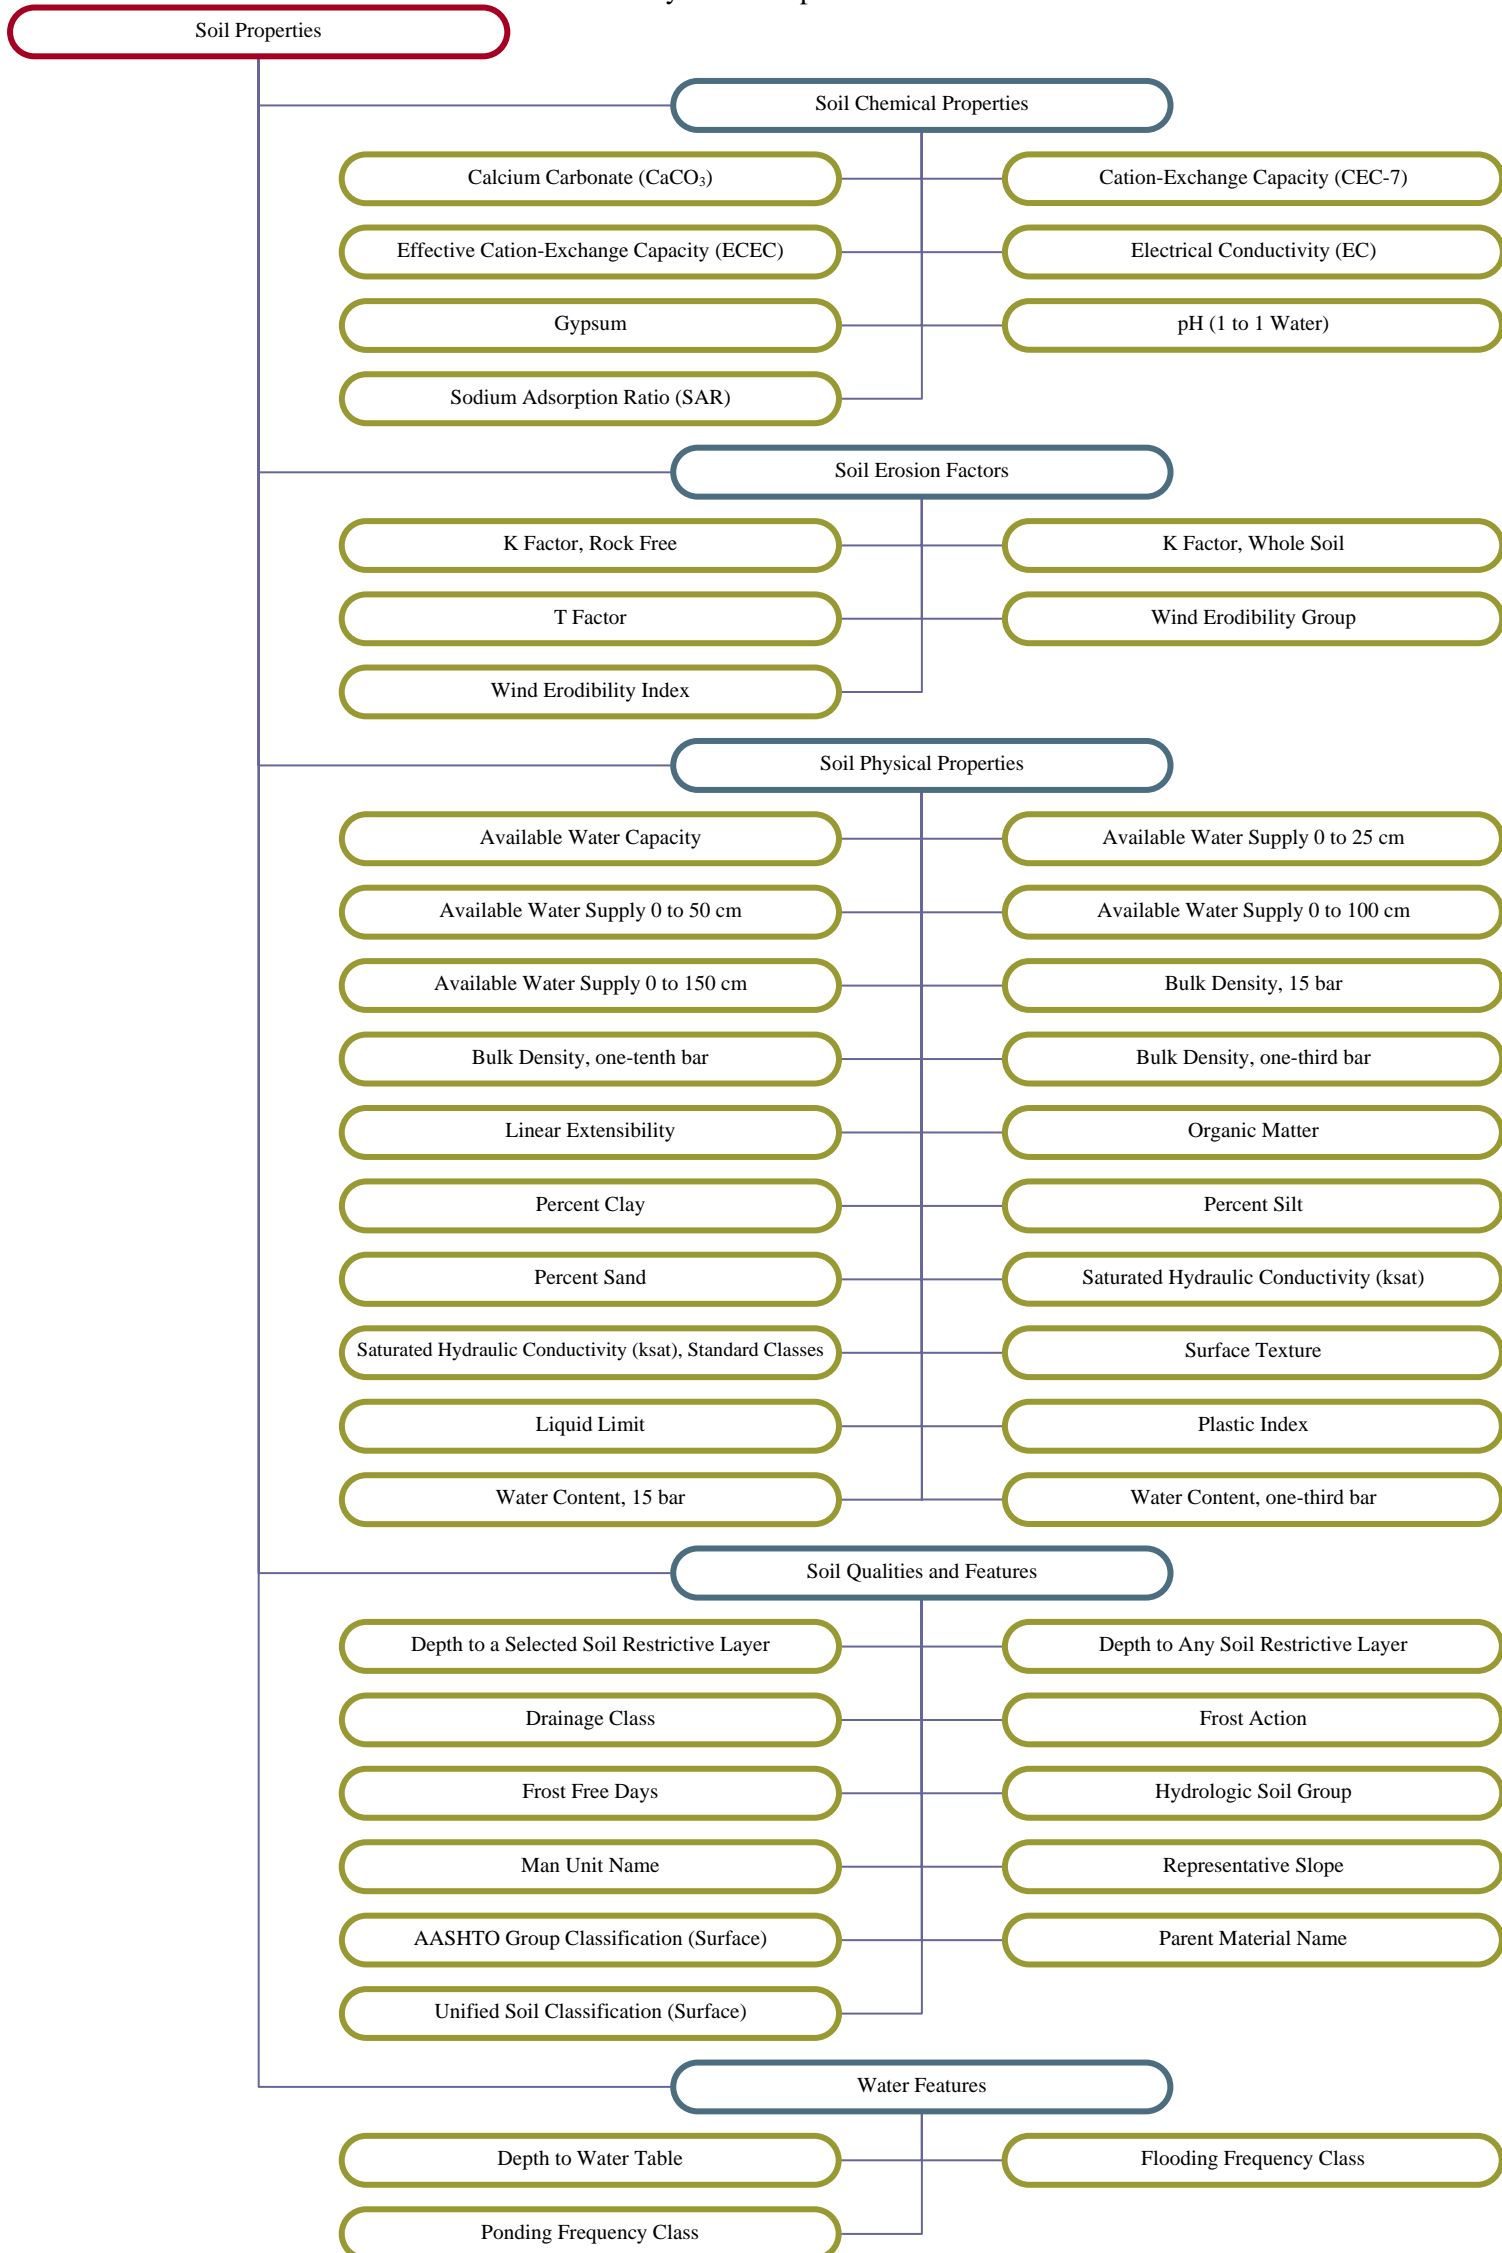 Soil Properties
Soil Chemical Properties
Calcium Carbonate (CaCO₃)
Cation-Exchange Capacity (CEC-7)
Effective Cation-Exchange Capacity (ECEC)
Electrical Conductivity (EC)
Gypsum
pH (1 to 1 Water)
Sodium Adsorption Ratio (SAR)
Soil Erosion Factors
K Factor, Rock Free
K Factor, Whole Soil
T Factor
Wind Erodibility Group
Wind Erodibility Index
Soil Physical Properties
Available Water Capacity
Available Water Supply 0 to 25 cm
Available Water Supply 0 to 50 cm
Available Water Supply 0 to 100 cm
Available Water Supply 0 to 150 cm
Bulk Density, 15 bar
Bulk Density, one-tenth bar
Bulk Density, one-third bar
Linear Extensibility
Organic Matter
Percent Clay
Percent Silt
Percent Sand
Saturated Hydraulic Conductivity (ksat)
Saturated Hydraulic Conductivity (ksat), Standard Classes
Surface Texture
Liquid Limit
Plastic Index
Water Content, 15 bar
Water Content, one-third bar
Soil Qualities and Features
Depth to a Selected Soil Restrictive Layer
Depth to Any Soil Restrictive Layer
Drainage Class
Frost Action
Frost Free Days
Hydrologic Soil Group
Man Unit Name
Representative Slope
AASHTO Group Classification (Surface)
Parent Material Name
Unified Soil Classification (Surface)
Water Features
Depth to Water Table
Flooding Frequency Class
Ponding Frequency Class